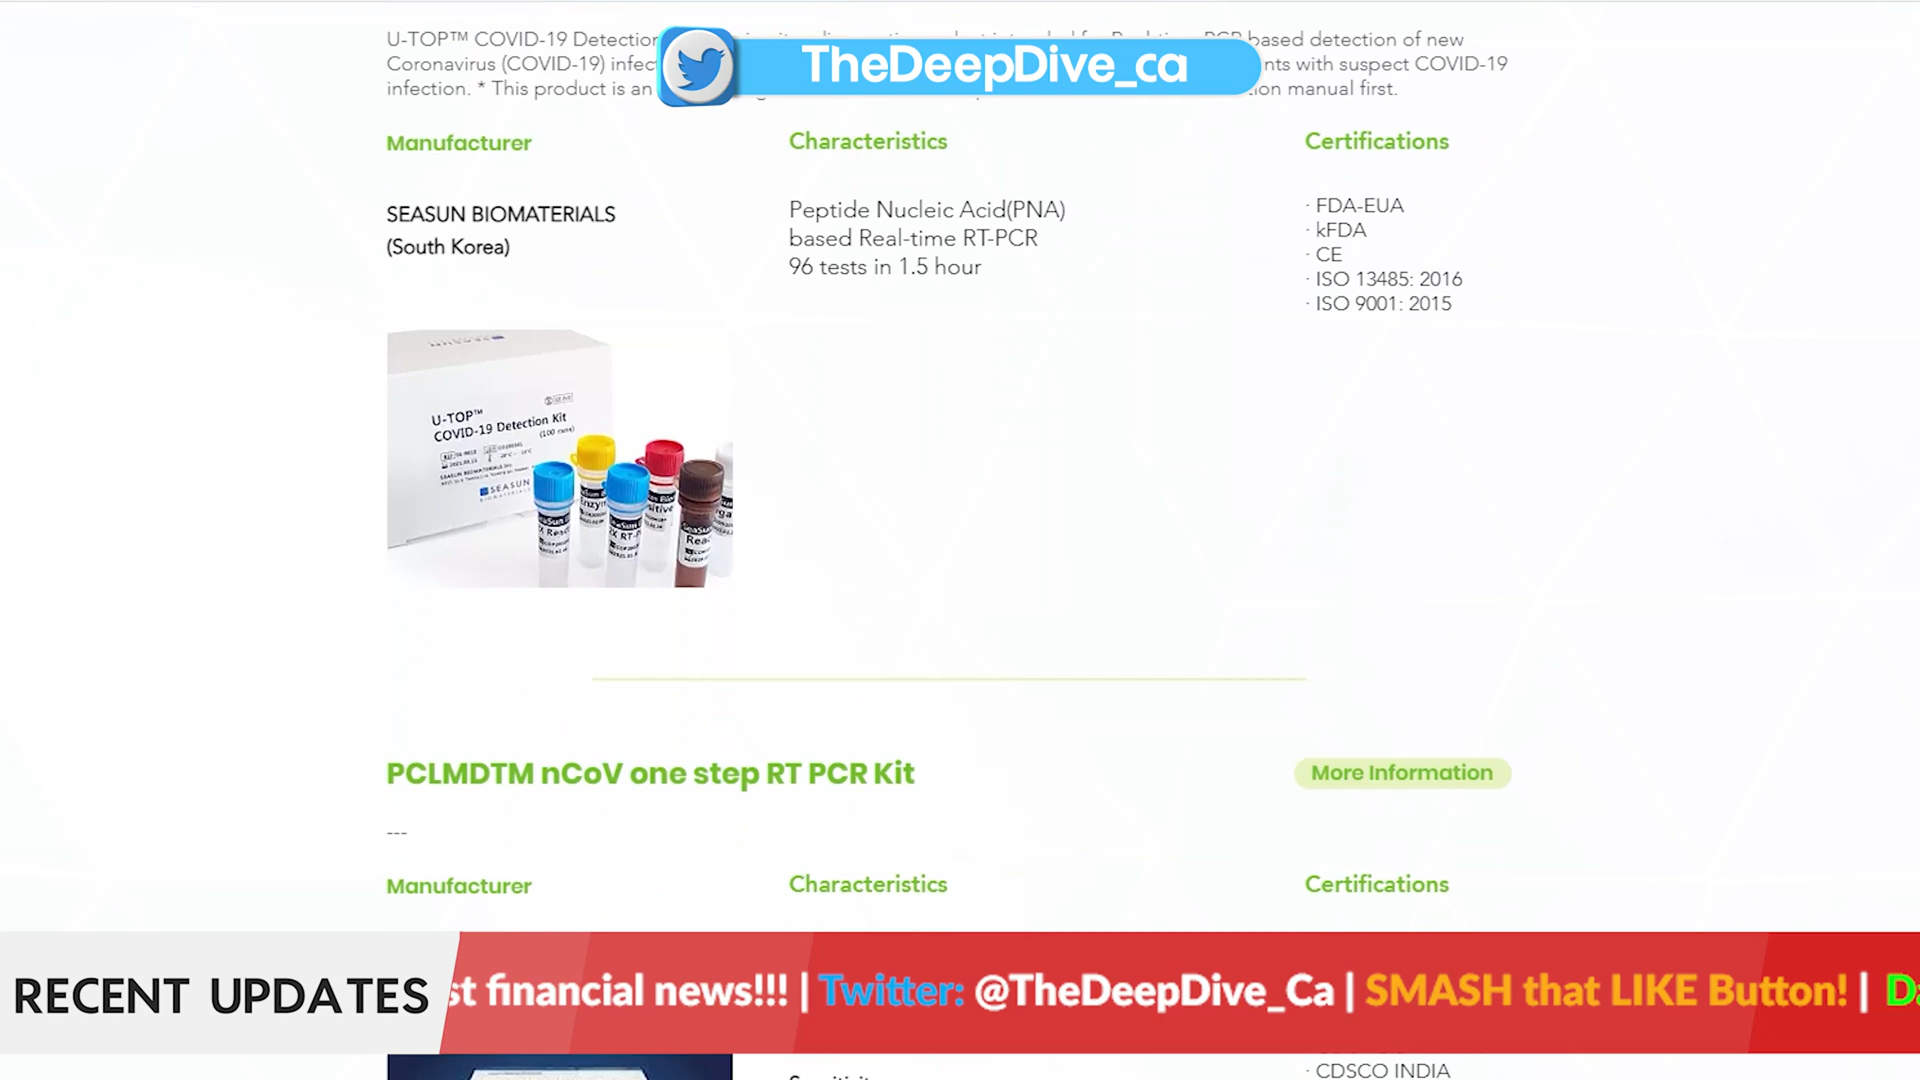 U-TOP™ COVID-19 Detection based detection of new
TheDeepDive_ca
Coronavirus (COVID-19) with suspect COVID-19
infection. * This product is an manual first.
Manufacturer
Characteristics
Certifications
SEASUN BIOMATERIALS
(South Korea)
Peptide Nucleic Acid(PNA)
based Real-time RT-PCR
96 tests in 1.5 hour
· FDA-EUA
· kFDA
· CE
· ISO 13485: 2016
· ISO 9001: 2015
U-TOP™
COVID-19 Detection Kit
SEASUN
PCLMDTM nCoV one step RT PCR Kit
More Information
---
Manufacturer
Characteristics
Certifications
RECENT UPDATES
st financial news!!! | Twitter: @TheDeepDive_Ca | SMASH that LIKE Button! |
· CDSCO INDIA